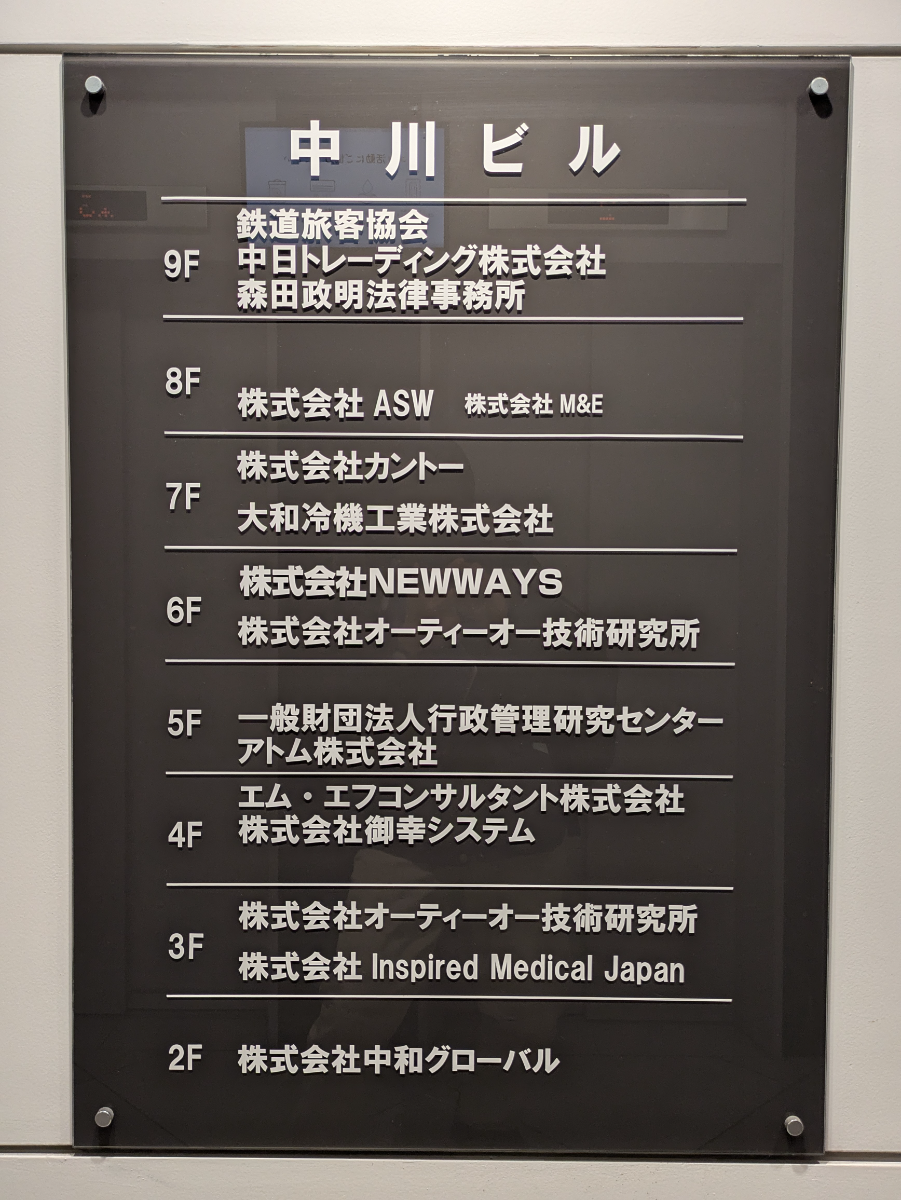 中川ビル
9F
鉄道旅客協会
中日トレーディング株式会社
森田政明法律事務所
8F
株式会社 ASW 株式会社 M&E
7F
株式会社カントー
大和冷機工業株式会社
6F
株式会社NEWWAYS
株式会社オーティーオー技術研究所
5F
一般財団法人行政管理研究センター
アトム株式会社
4F
エム・エフコンサルタント株式会社
株式会社御幸システム
3F
株式会社オーティーオー技術研究所
株式会社 Inspired Medical Japan
2F 株式会社中和グローバル